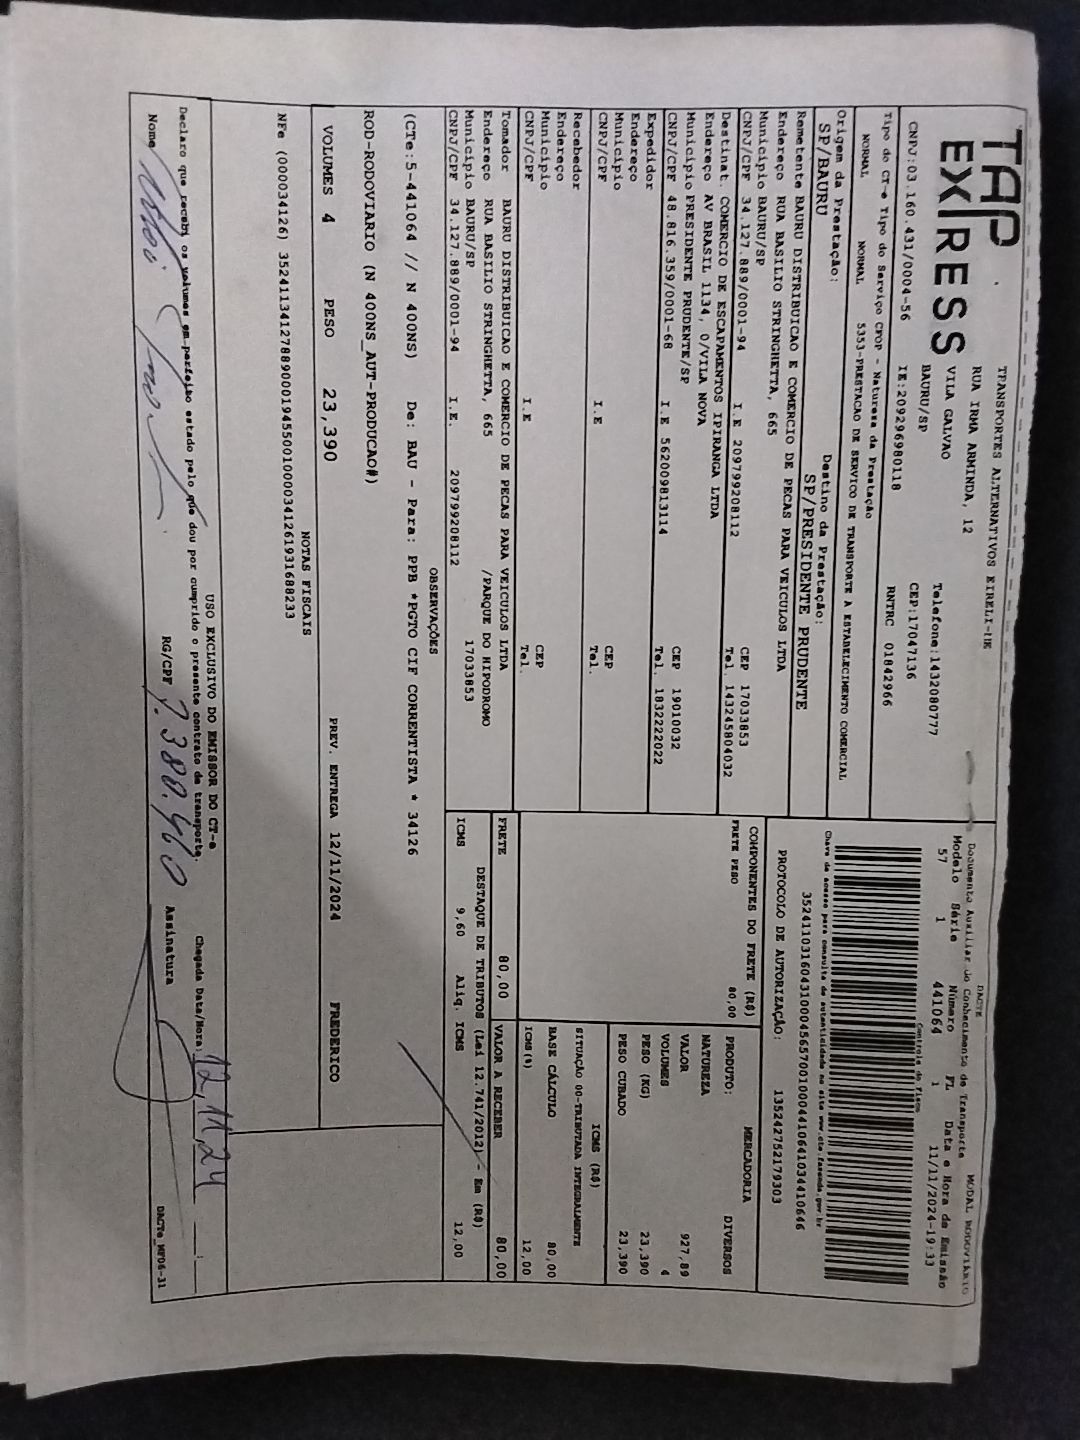 TAP
EXPRESS
TRANSPORTES ALTERNATIVOS EIRELI-UE
RUA IRMA ARMINDA, 12
VILA GALVAO
BAURU/SP
Telefone:1432080777
CEP:17047136
CNPJ:03.160.431/0004-56 IE:209296980118 RNTRC 01842966
Tipo do CT-e Tipo do Serviço CFOP - Natureza da Prestação
NORMAL NORMAL 5353-PRESTACAO DE SERVICO DE TRANSPORTE A ESTABELECIMENTO COMERCIAL
Origem da Prestação: Destino da Prestação:
SP/BAURU SP/PRESIDENTE PRUDENTE
Remetente BAURU DISTRIBUICAO E COMERCIO DE PECAS PARA VEICULOS LTDA
Endereço RUA BASILIO STRINGHETTA, 665
Município BAURU/SP CEP 17033853
CNPJ/CPF 34.127.889/0001-94 I.E 209799208112 Tel. 143245804032
Destinat. COMERCIO DE ESCAPAMENTOS IPIRANGA LTDA
Endereço AV BRASIL 1134, 0/VILA NOVA
Município PRESIDENTE PRUDENTE/SP CEP 19010032
CNPJ/CPF 48.816.359/0001-68 I.E 562009813114 Tel. 1832222022
Expedidor
Endereço
Município CEP
CNPJ/CPF I.E Tel.
Recebedor
Endereço
Município CEP
CNPJ/CPF I.E Tel.
Tomador BAURU DISTRIBUICAO E COMERCIO DE PECAS PARA VEICULOS LTDA
Endereço RUA BASILIO STRINGHETTA, 665 /PARQUE DO HIPODROMO
Município BAURU/SP 17033853
CNPJ/CPF 34.127.889/0001-94 I.E. 209799208112
DACTE
Documento Auxiliar do Conhecimento de Transporte MODAL RODOVIÁRIO
Modelo Série Número FL Data e Hora de Emissão
57 1 441064 1 11/11/2024-19:33
Controle do Fisco
Chave de acesso para consulta de autenticidade no site www.cte.fazenda.gov.br
35241103160431000456570010004410641034410646
PROTOCOLO DE AUTORIZAÇÃO: 135242752179303
COMPONENTES DO FRETE (R$)
FRETE PESO 80,00
MERCADORIA
PRODUTO: DIVERSOS
NATUREZA
VALOR 927,89
VOLUMES 4
PESO (KG) 23,390
PESO CUBADO 23,390
ICMS (R$)
SITUAÇÃO 00-TRIBUTADA INTEGRALMENTE
BASE CÁLCULO 80,00
ICMS(%) 12,00
FRETE 80,00 VALOR A RECEBER 80,00
DESTAQUE DE TRIBUTOS (Lei 12.741/2012) - Em (R$)
ICMS 9,60 Aliq. ICMS 12,00
OBSERVAÇÕES
(CTe:5-441064 // N 400NS) De: BAU - Para: PPB *PGTO CIF CORRENTISTA * 34126
ROD-RODOVIARIO (N 400NS_AUT-PRODUCAO#)
VOLUMES 4 PESO 23,390 PREV. ENTREGA 12/11/2024 FREDERICO
NOTAS FISCAIS
NFe (000034126) 35241134127889000194550100003412619316882​33
USO EXCLUSIVO DO EMISSOR DO CT-e
Declaro que recebi os volumes em perfeito estado pelo que dou por cumprido o presente contrato de transporte.
Chegada Data/Hora: 12,11,24 :
Nome RG/CPF 7.380.460 Assinatura
DACTe_MF06-31